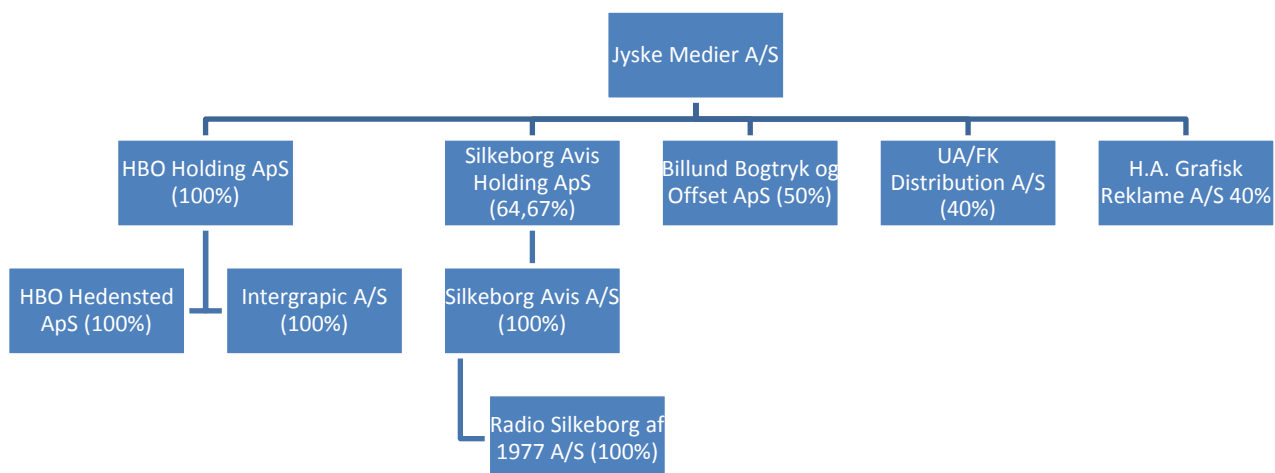 Jyske Medier A/S
HBO Holding ApS
(100%)
Silkeborg Avis
Holding ApS
(64,67%)
Billund Bogtryk og
Offset ApS (50%)
UA/FK
Distribution A/S
(40%)
H.A. Grafisk
Reklame A/S 40%
HBO Hedensted
ApS (100%)
Intergrapic A/S
(100%)
Silkeborg Avis A/S
(100%)
Radio Silkeborg af
1977 A/S (100%)